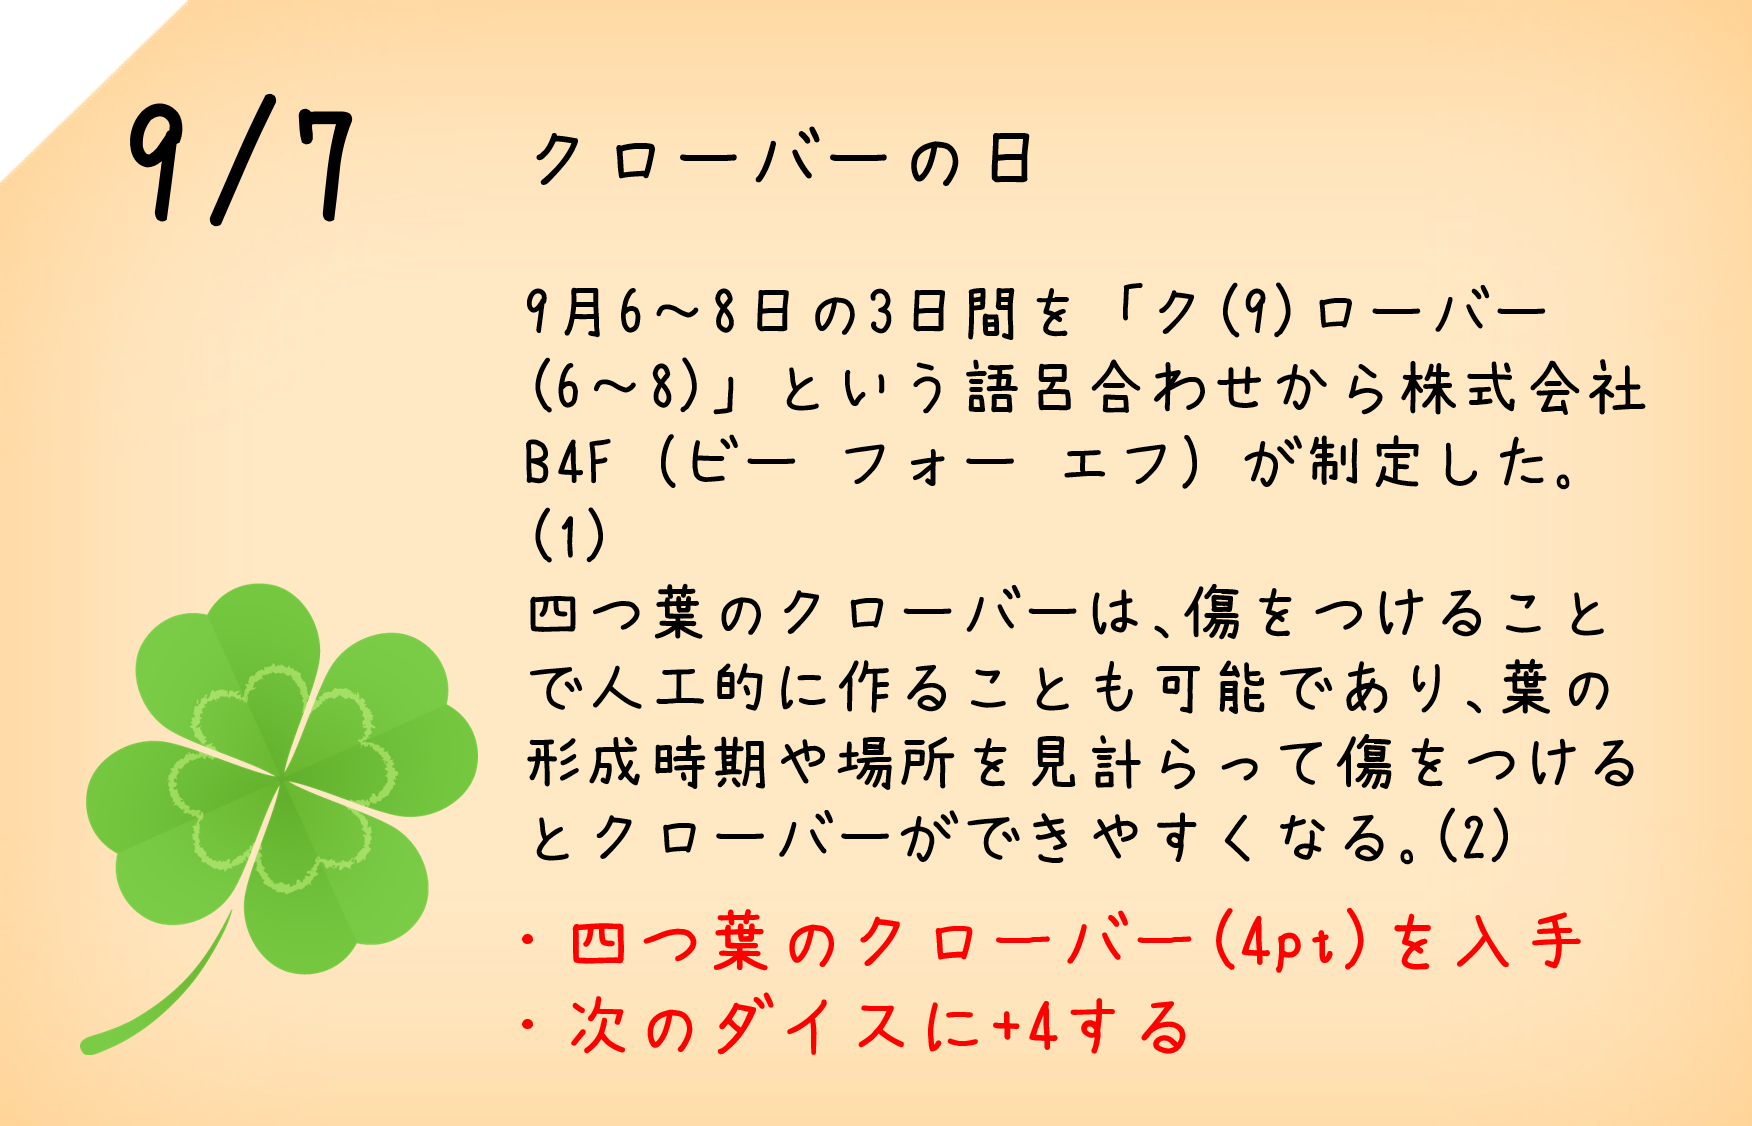 9/7
クローバーの日
9月6～8日の3日間を「ク(9)ローバー
(6～8)」という語呂合わせから株式会社
B4F (ビー フォー エフ) が制定した。
(1)
四つ葉のクローバーは、傷をつけること
で人工的に作ることも可能であり、葉の
形成時期や場所を見計らって傷をつける
とクローバーができやすくなる。(2)
・四つ葉のクローバー(4pt)を入手
・次のダイスに+4する